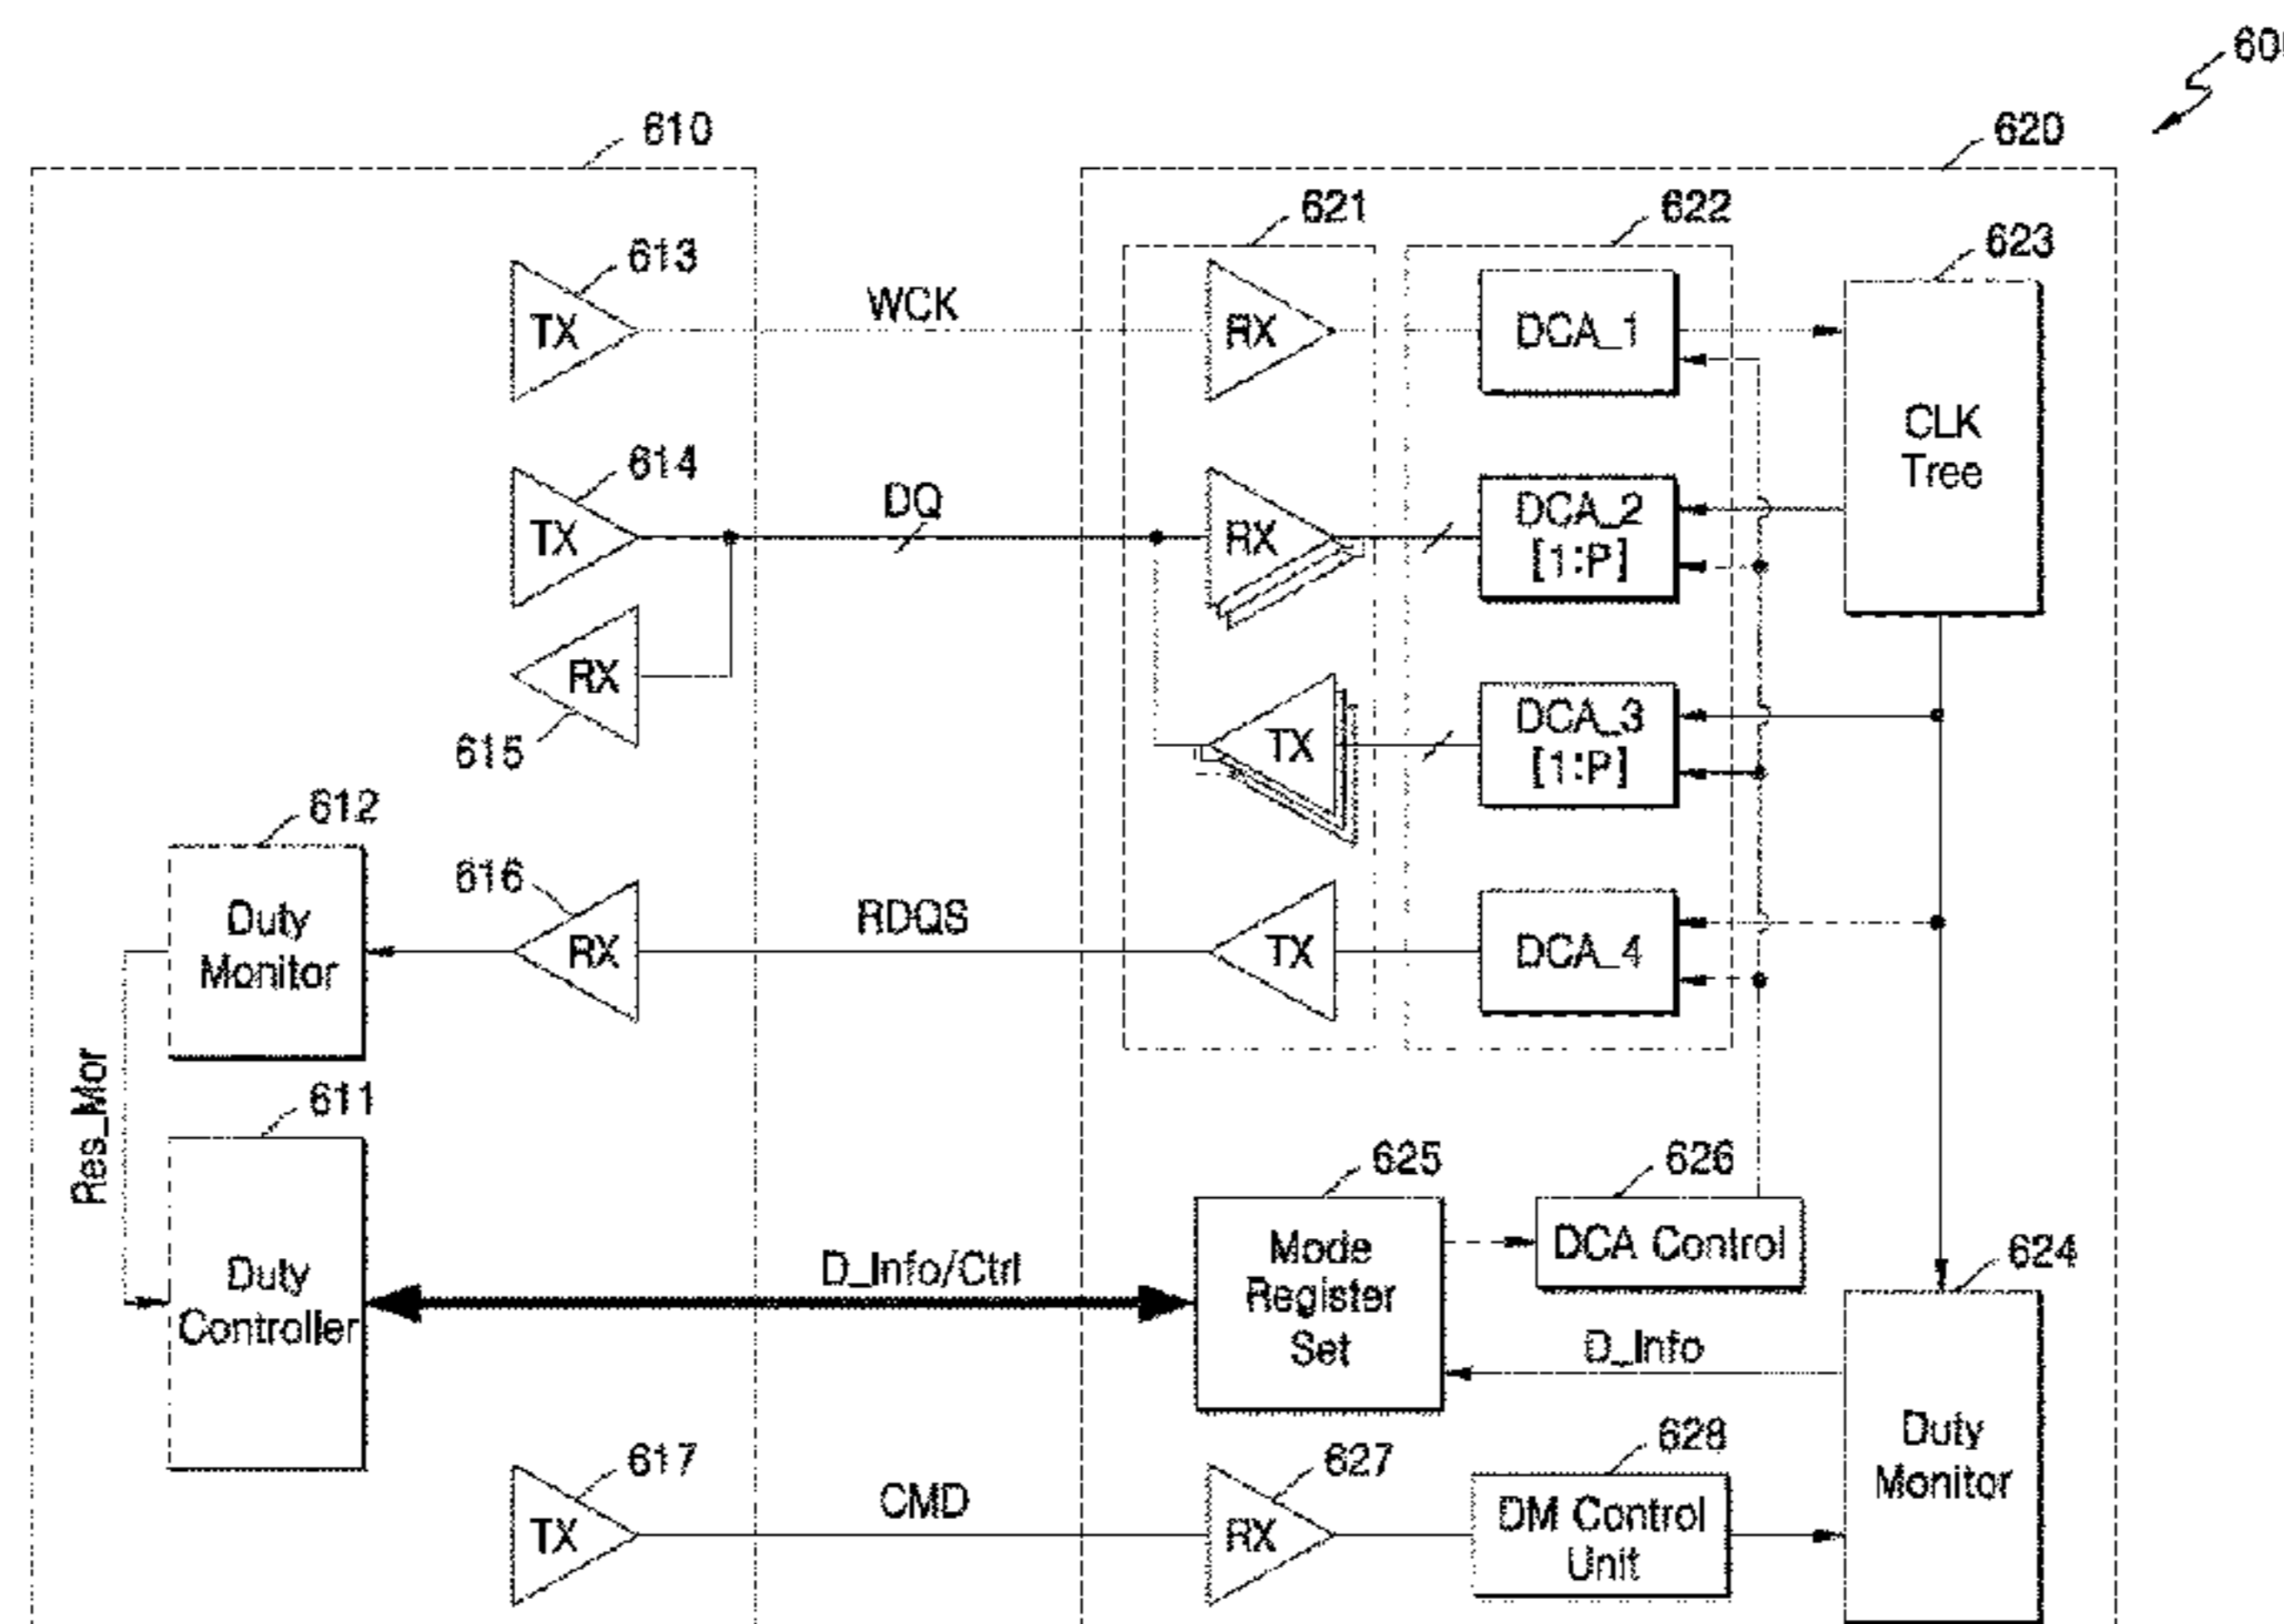 60
610
620
621
622
623
613
TX
WCK
RX
DCA_1
CLK
Tree
614
TX
DQ
RX
DCA_2
[1:P]
RX
615
TX
DCA_3
[1:P]
612
Duty
Monitor
616
RX
RDQS
TX
DCA_4
Res_Mor
611
Duty
Controller
D_Info/Ctrl
625
Mode
Register
Set
626
DCA Control
624
D_Info
Duty
Monitor
617
TX
CMD
627
RX
628
DM Control
Unit